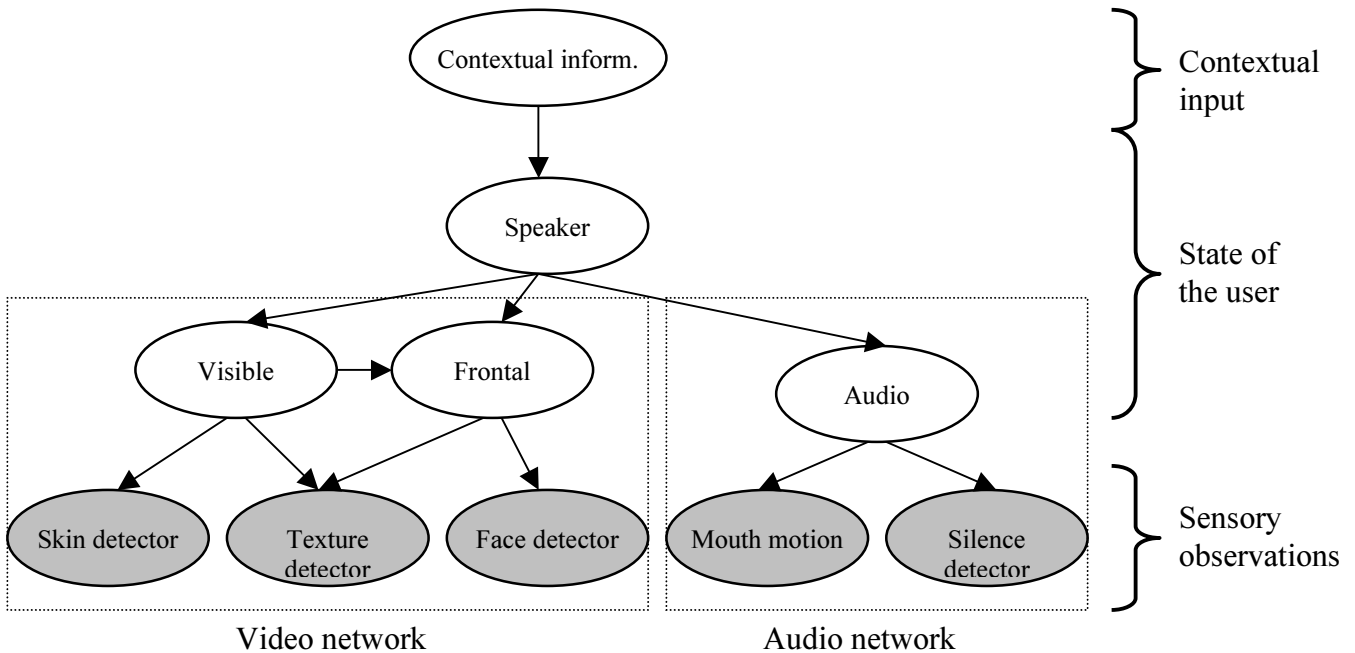 Contextual inform.
Contextual
input
Speaker
State of
the user
Visible
Frontal
Audio
Skin detector
Texture
detector
Face detector
Mouth motion
Silence
detector
Sensory
observations
Video network
Audio network